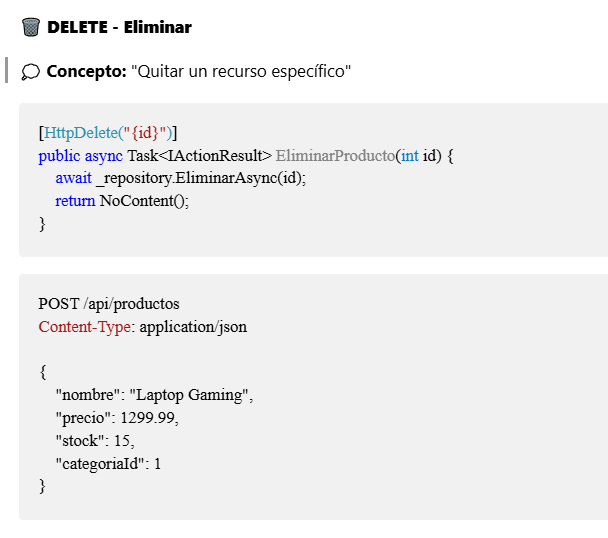 🗑️ DELETE - Eliminar
💭 Concepto: "Quitar un recurso específico"
[HttpDelete("{id}")]
public async Task<IActionResult> EliminarProducto(int id) {
    await _repository.EliminarAsync(id);
    return NoContent();
}
POST /api/productos
Content-Type: application/json

{
    "nombre": "Laptop Gaming",
    "precio": 1299.99,
    "stock": 15,
    "categoriaId": 1
}